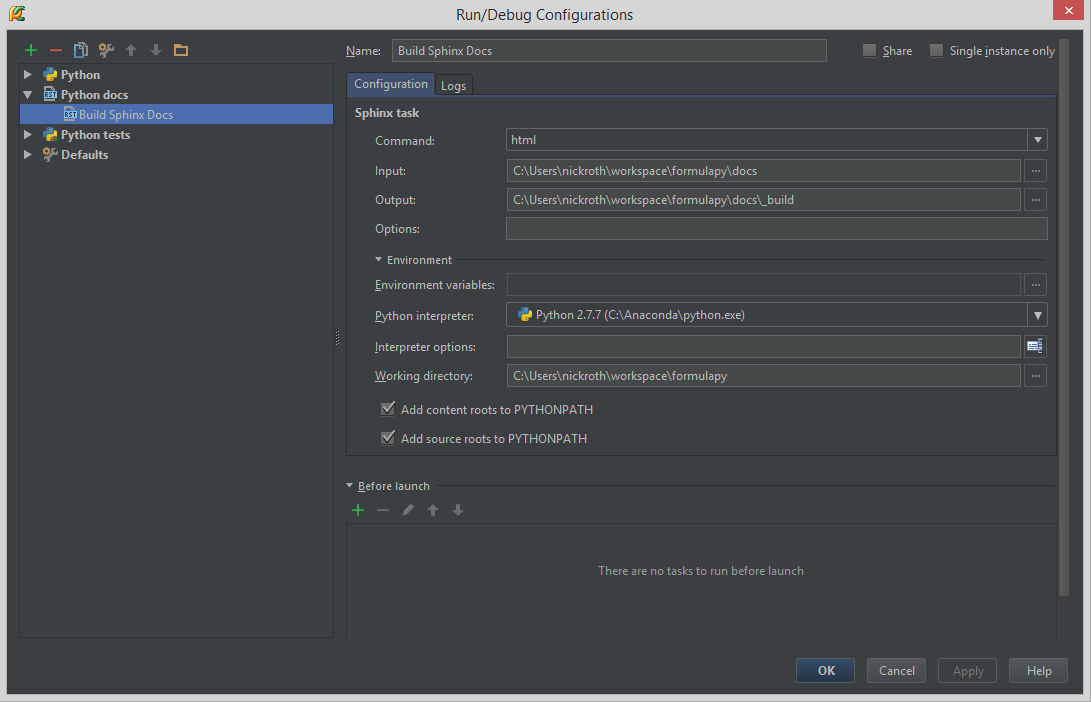 Run/Debug Configurations
Name: Build Sphinx Docs Share Single instance only
Python
Python docs
RST Build Sphinx Docs
Python tests
Defaults
Configuration Logs
Sphinx task
Command: html
Input: C:\Users\nickroth\workspace\formulapy\docs ...
Output: C:\Users\nickroth\workspace\formulapy\docs\_build ...
Options:
Environment
Environment variables: ...
Python interpreter: Python 2.7.7 (C:\Anaconda\python.exe)
Interpreter options:
Working directory: C:\Users\nickroth\workspace\formulapy ...
Add content roots to PYTHONPATH
Add source roots to PYTHONPATH
Before launch
There are no tasks to run before launch
OK Cancel Apply Help